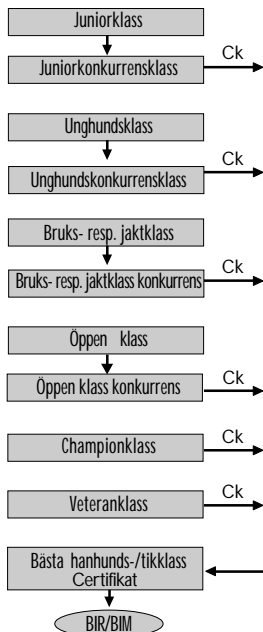 Juniorklass
Juniorkonkurrensklass
Ck
Unghundsklass
Unghundskonkurrensklass
Ck
Bruks- resp. jaktklass
Bruks- resp. jaktklass konkurrens
Ck
Öppen klass
Öppen klass konkurrens
Ck
Championklass
Ck
Veteranklass
Ck
Bästa hanhunds-/tikklass
Certifikat
BIR/BIM